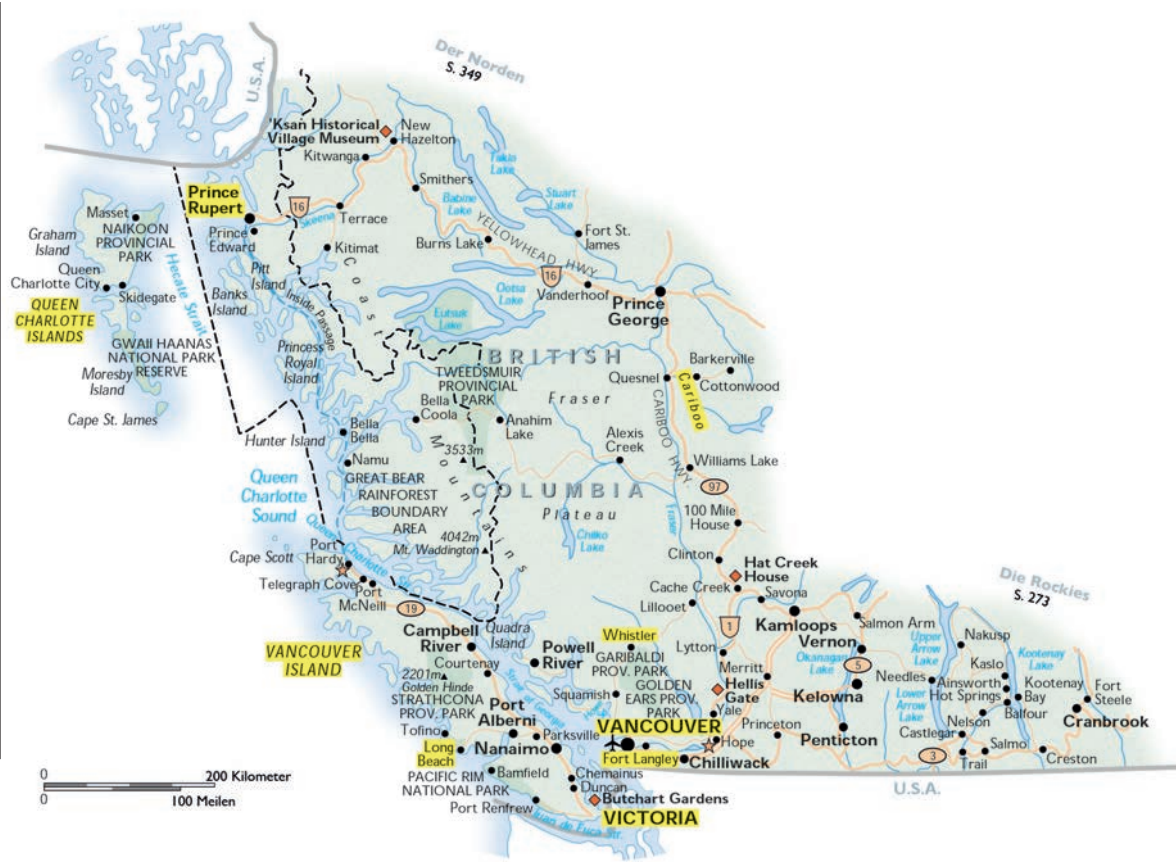 Der Norden
S. 349
U.S.A.
'Ksan Historical
Village Museum
New
Hazelton
Kitwanga
Takla
Lake
Smithers
Stuart
Lake
Babine
Lake
Prince
Rupert
16
Skeena
Terrace
YELLOWHEAD HWY
Masset
NAIKOON
PROVINCIAL
PARK
Graham
Island
Prince
Edward
Kitimat
Burns Lake
Fort St.
James
Hecate Strait
Pitt
Island
Coast
Mountains
16
Queen
Charlotte City
Skidegate
Banks
Island
Inside Passage
Ootsa
Lake
Vanderhoof
Prince
George
QUEEN
CHARLOTTE
ISLANDS
Eutsuk
Lake
GWAII HAANAS
NATIONAL PARK
RESERVE
Princess
Royal
Island
BRITISH
COLUMBIA
Barkerville
Moresby
Island
TWEEDSMUIR
PROVINCIAL
PARK
Quesnel
Cottonwood
Cariboo
Fraser
Plateau
CARIBOO HWY
Cape St. James
Bella
Coola
Anahim
Lake
Hunter Island
Bella
Bella
Alexis
Creek
3533m
Namu
Williams Lake
Queen
Charlotte
Sound
GREAT BEAR
RAINFOREST
BOUNDARY
AREA
97
Fraser
100 Mile
House
4042m
Mt. Waddington
Chilko
Lake
Queen Charlotte Str.
Cape Scott
Port
Hardy
Clinton
Hat Creek
House
Die Rockies
S. 273
Telegraph Cove
Port
McNeill
Cache Creek
Savona
Lillooet
19
1
Kamloops
Salmon Arm
Campbell
River
Quadra
Island
Vernon
Upper
Arrow
Lake
Nakusp
VANCOUVER
ISLAND
Powell
River
Whistler
Lytton
Okanagan
Lake
5
Kootenay
Lake
Courtenay
GARIBALDI
PROV. PARK
Merritt
Kaslo
2201m
Golden Hinde
GOLDEN
EARS PROV.
PARK
Hellis
Gate
Kelowna
Needles
Ainsworth
Hot Springs
Kootenay
Bay
Fort
Steele
STRATHCONA
PROV. PARK
Strait of Georgia
Squamish
Yale
Lower
Arrow
Lake
Balfour
Port
Alberni
Princeton
Nelson
Cranbrook
Tofino
Parksville
VANCOUVER
Hope
Penticton
Castlegar
Long
Beach
Nanaimo
Fort Langley
Chilliwack
3
Salmo
Trail
Creston
PACIFIC RIM
NATIONAL PARK
Bamfield
Chemainus
Duncan
U.S.A.
Port Renfrew
Butchart Gardens
Juan de Fuca Str.
VICTORIA
0
200 Kilometer
0
100 Meilen